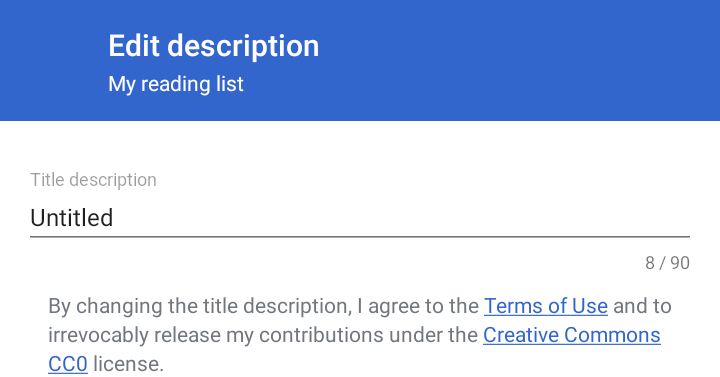 Edit description
My reading list
Title description
Untitled
8 / 90
By changing the title description, I agree to the Terms of Use and to
irrevocably release my contributions under the Creative Commons
CC0 license.